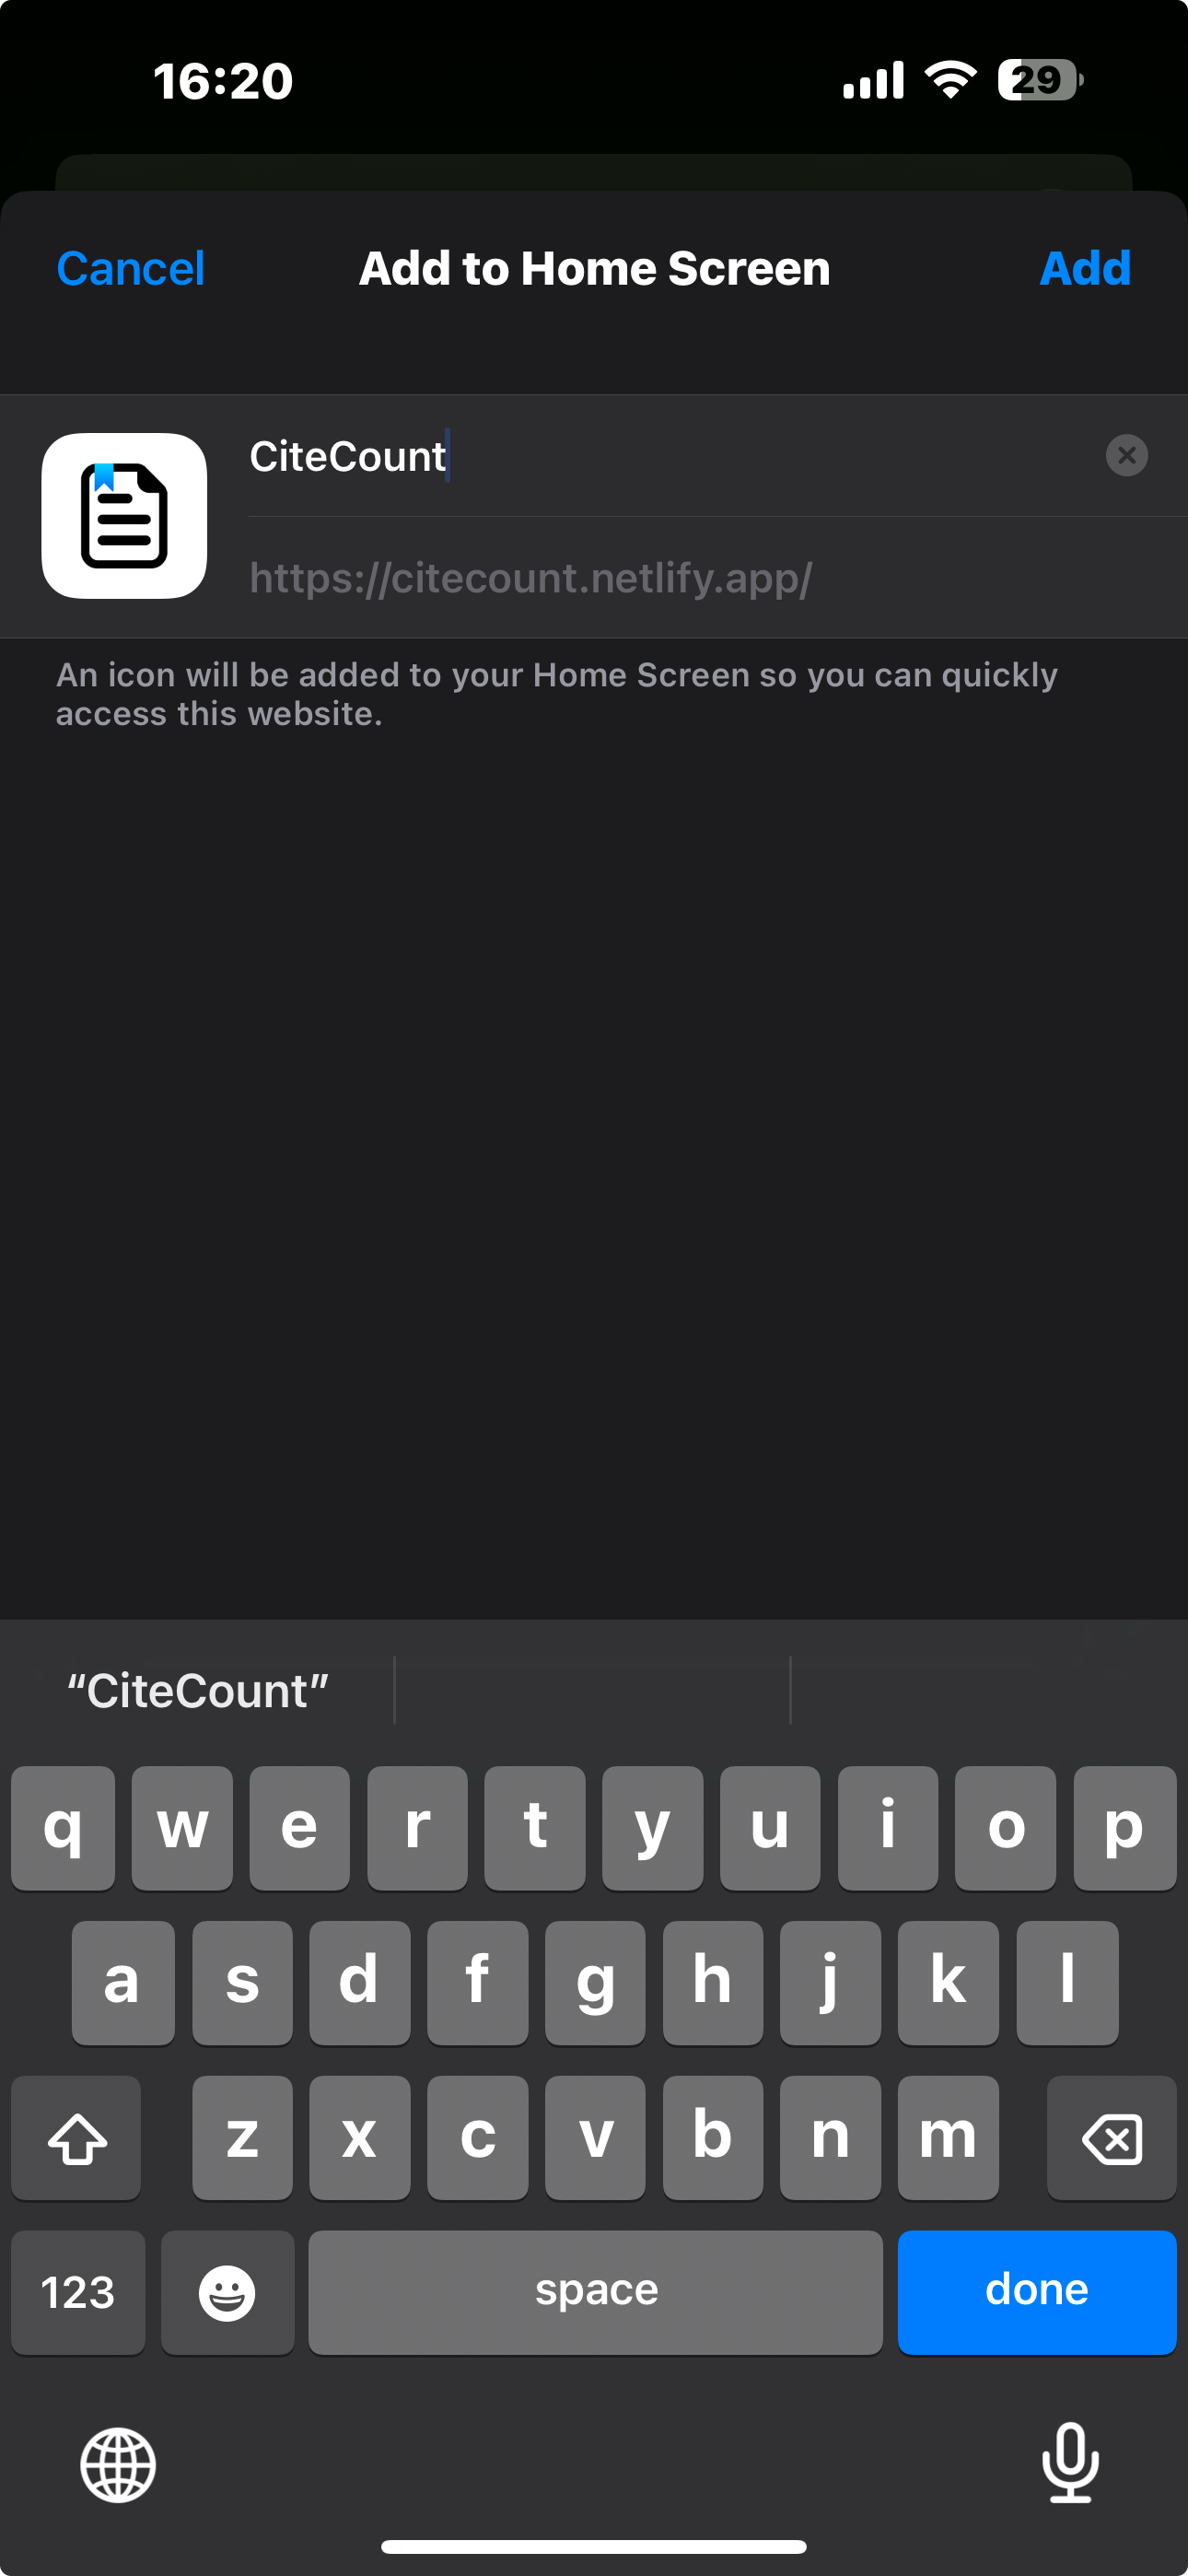 16:20
29
Cancel
Add to Home Screen
Add
CiteCount
https://citecount.netlify.app/
An icon will be added to your Home Screen so you can quickly
access this website.
“CiteCount”
q w e r t y u i o p
a s d f g h j k l
z x c v b n m
123
space
done